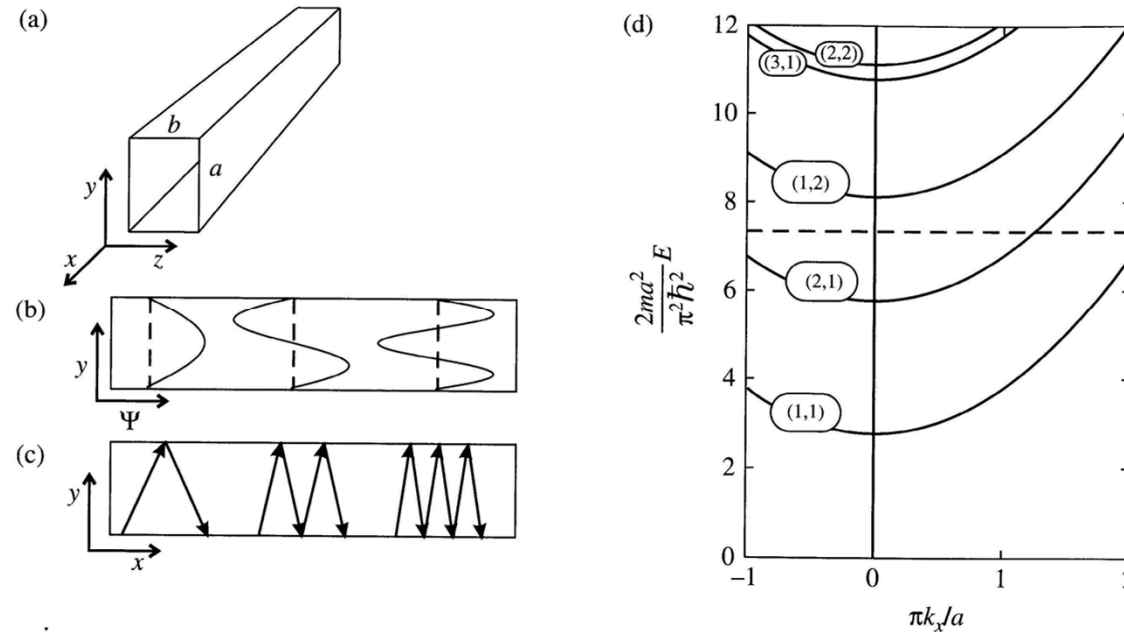 (a)
b
a
y
x
z
(b)
y
Ψ
(c)
y
x
(d)
12
10
8
6
4
2
0
2ma²
π²ħ²
E
(3,1)
(2,2)
(1,2)
(2,1)
(1,1)
−1
0
1
πkₓ/a